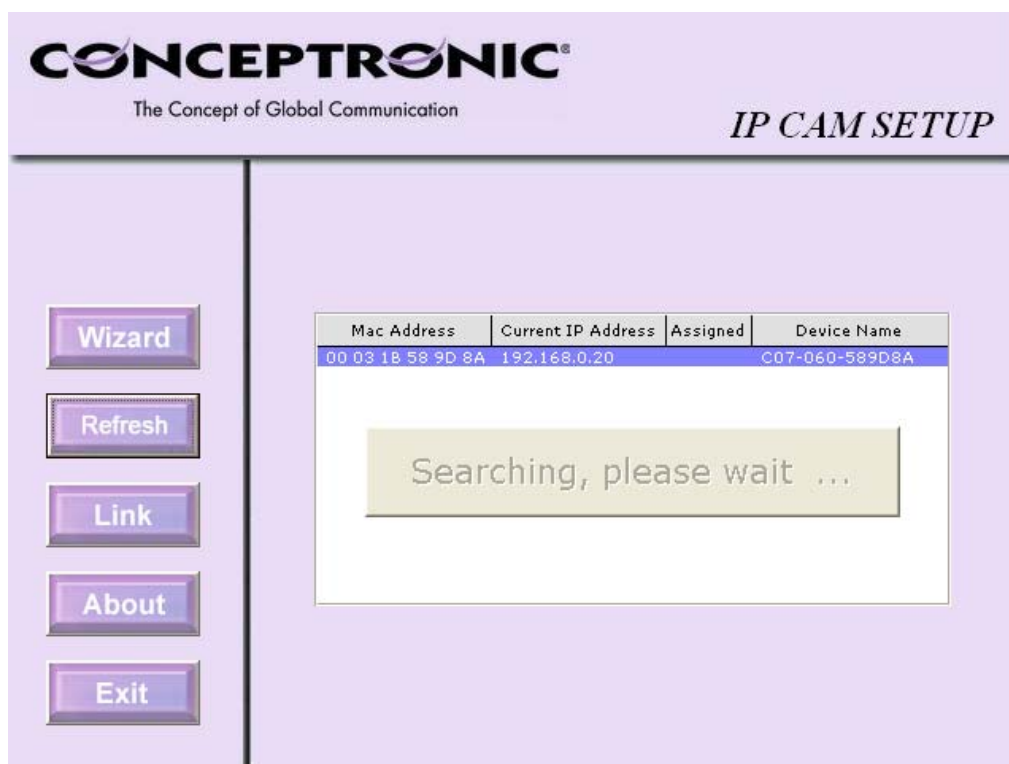 CONCEPTRONIC®
The Concept of Global Communication
IP CAM SETUP
Wizard
Refresh
Link
About
Exit
Mac Address Current IP Address Assigned Device Name
00 03 1B 58 9D 8A 192.168.0.20 C07-060-589D8A
Searching, please wait ...